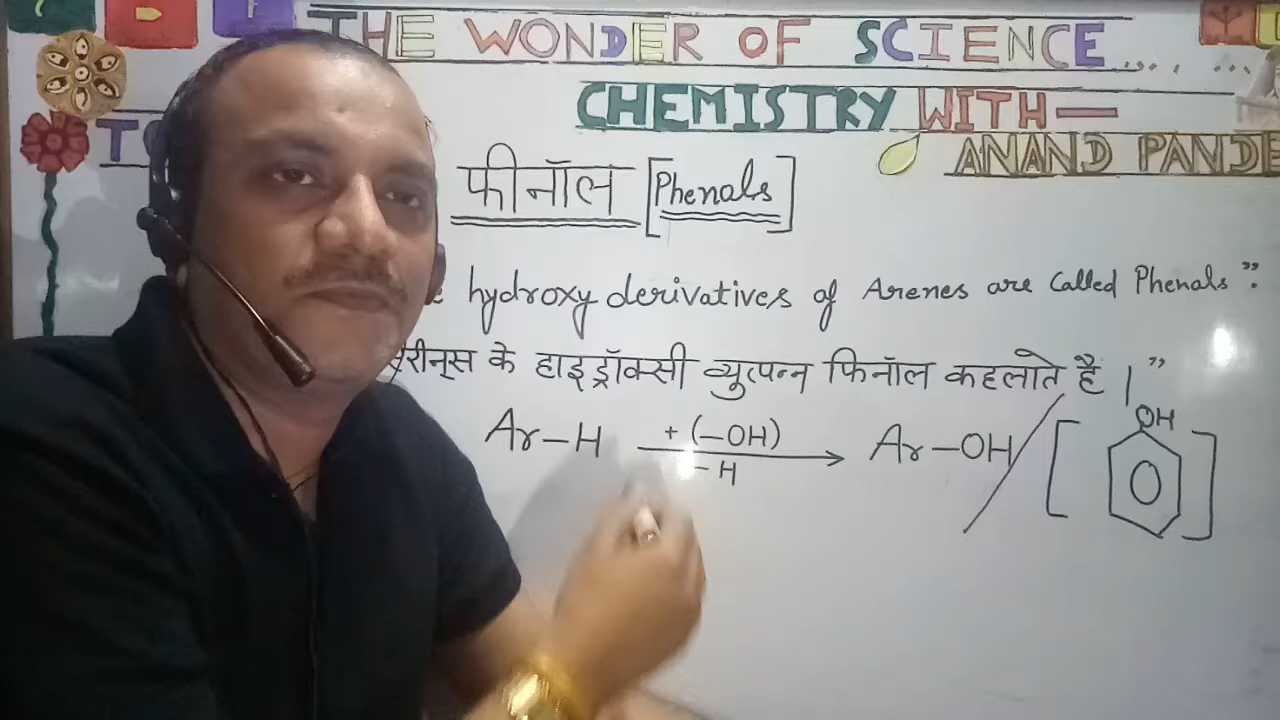 THE WONDER OF SCIENCE.... ...
CHEMISTRY WITH—
ANAND PANDE
फीनॉल [Phenals]
hydroxy derivatives of Arenes are Called Phenals".
एरीन्स के हाइड्रॉक्सी व्युत्पन्न फिनॉल कहलाते हैं |"
Ar-H + (-OH) - H → Ar-OH / [ OH ]